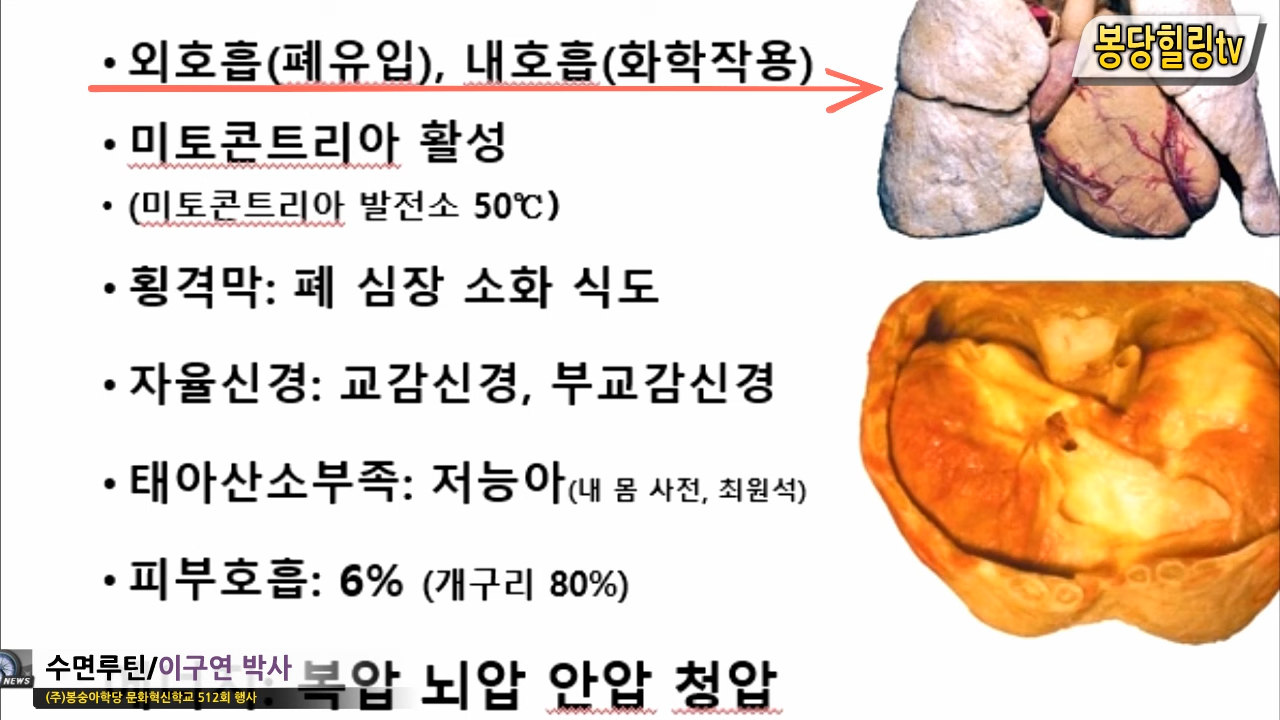 봉당힐링tv
• 외호흡(폐유입), 내호흡(화학작용)
• 미토콘트리아 활성
• (미토콘트리아 발전소 50℃)
• 횡격막: 폐 심장 소화 식도
• 자율신경: 교감신경, 부교감신경
• 태아산소부족: 저능아(내 몸 사전, 최원석)
• 피부호흡: 6% (개구리 80%)
복압 뇌압 안압 청압
NEWS
수면루틴/이구연 박사
(주)봉숭아학당 문화혁신학교 512회 행사